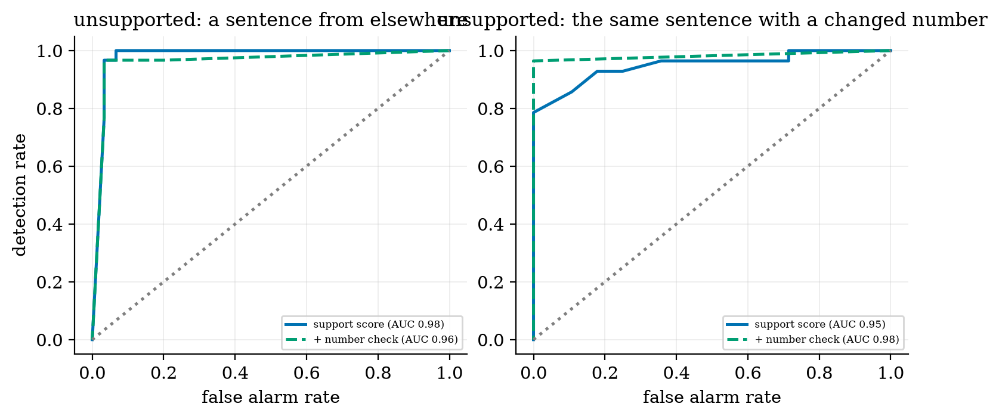 unsupported: a sentence from elsewhere
unsupported: the same sentence with a changed number
detection rate
1.0
0.8
0.6
0.4
0.2
0.0
0.0 0.2 0.4 0.6 0.8 1.0
false alarm rate
support score (AUC 0.98)
+ number check (AUC 0.96)
1.0
0.8
0.6
0.4
0.2
0.0
0.0 0.2 0.4 0.6 0.8 1.0
false alarm rate
support score (AUC 0.95)
+ number check (AUC 0.98)